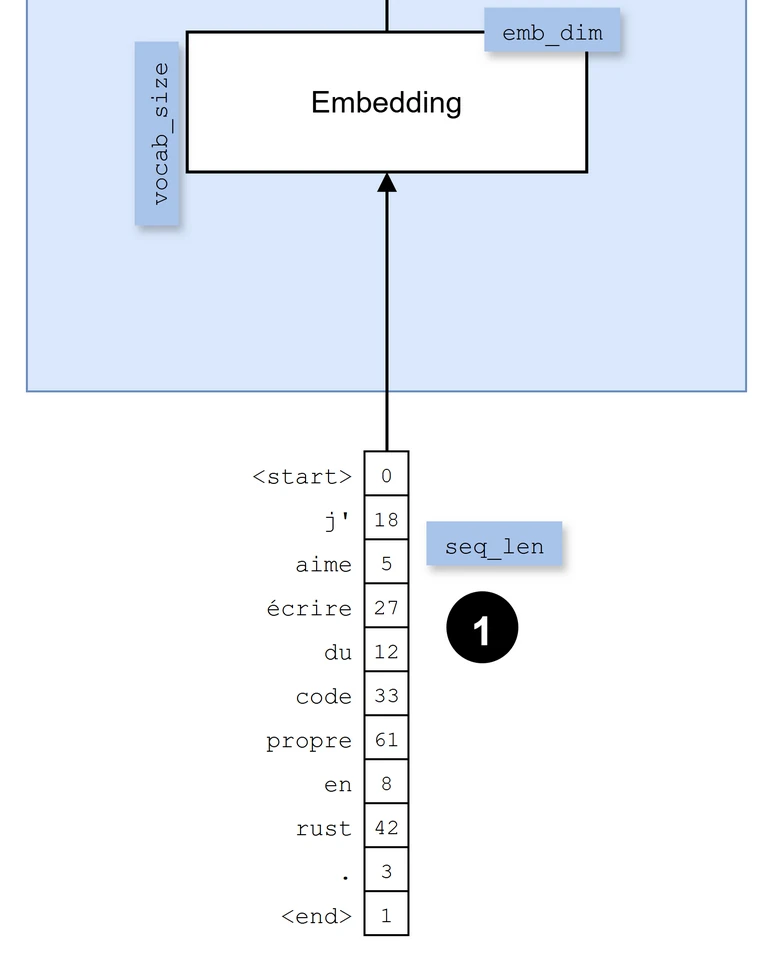 emb_dim
vocab_size
Embedding
<start> 0
j' 18
aime 5
seq_len
écrire 27
1
du 12
code 33
propre 61
en 8
rust 42
. 3
<end> 1